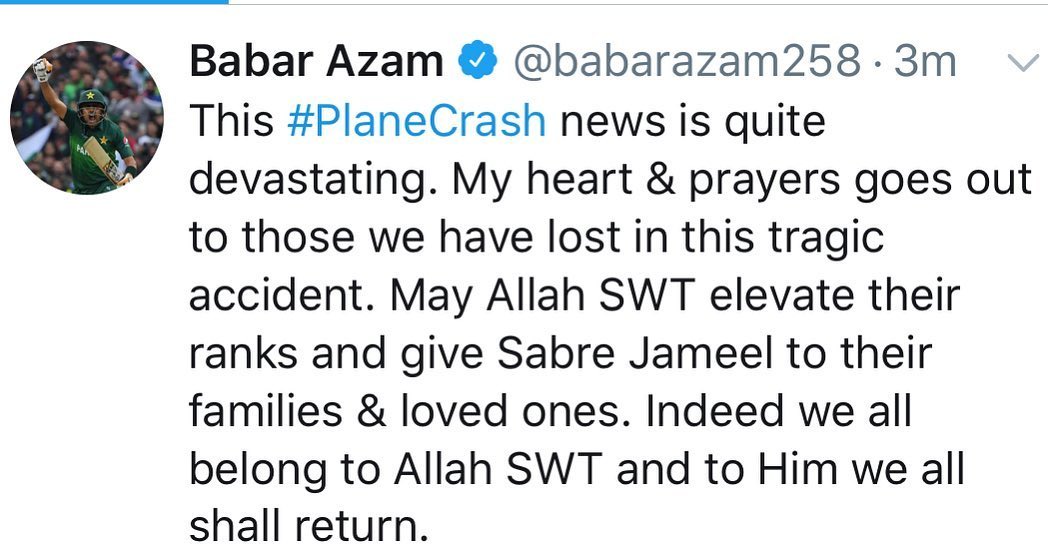 Babar Azam @babarazam258 · 3m
This #PlaneCrash news is quite
devastating. My heart & prayers goes out
to those we have lost in this tragic
accident. May Allah SWT elevate their
ranks and give Sabre Jameel to their
families & loved ones. Indeed we all
belong to Allah SWT and to Him we all
shall return.